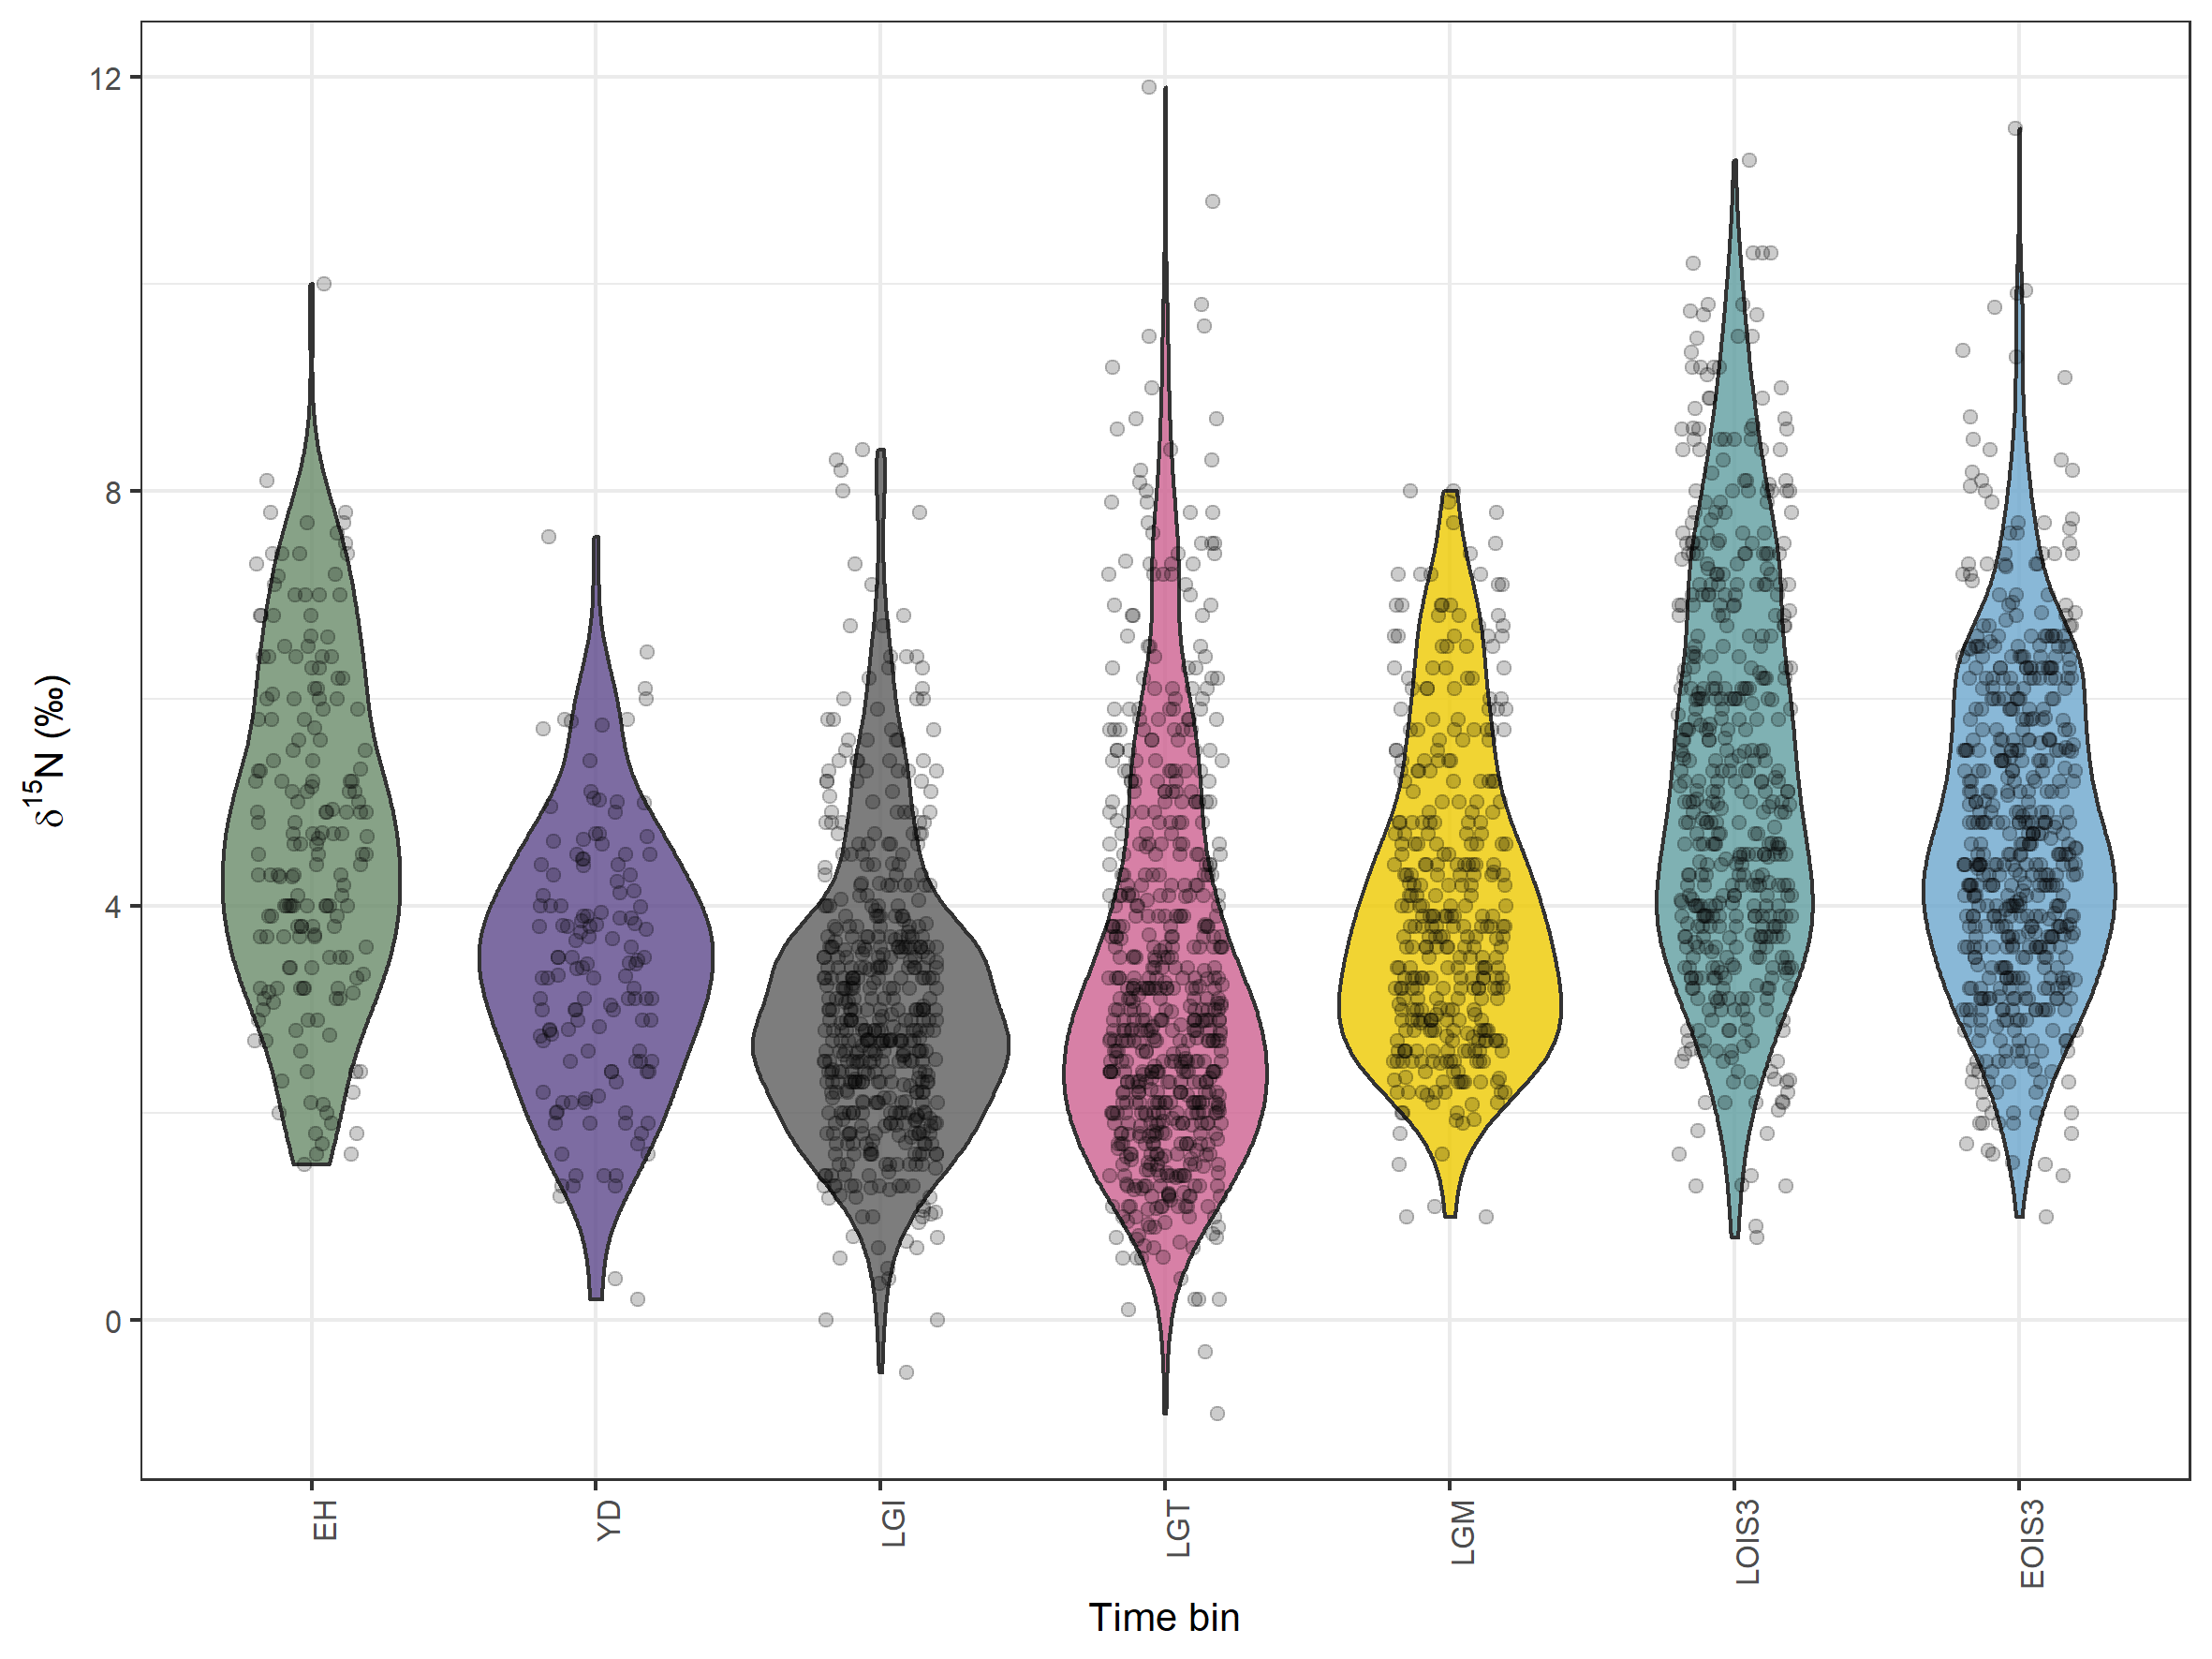 δ¹⁵N (‰)
12
8
4
0
EH
YD
LGI
LGT
LGM
LOIS3
EOIS3
Time bin